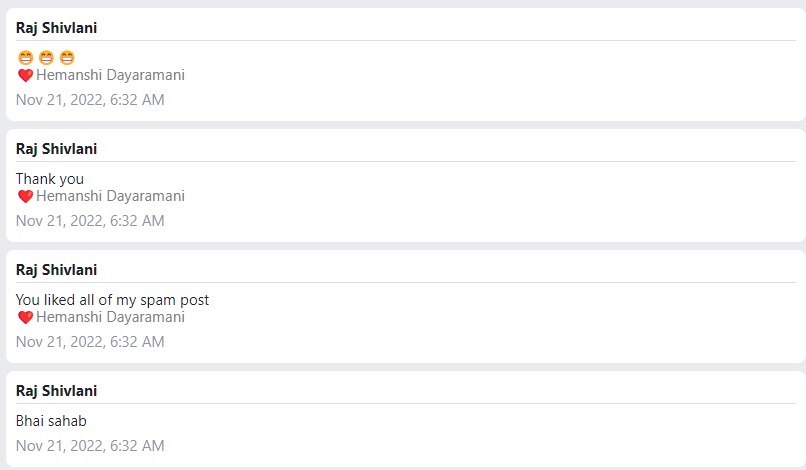 Raj Shivlani
😁😁😁
❤Hemanshi Dayaramani
Nov 21, 2022, 6:32 AM
Raj Shivlani
Thank you
❤Hemanshi Dayaramani
Nov 21, 2022, 6:32 AM
Raj Shivlani
You liked all of my spam post
❤Hemanshi Dayaramani
Nov 21, 2022, 6:32 AM
Raj Shivlani
Bhai sahab
Nov 21, 2022, 6:32 AM